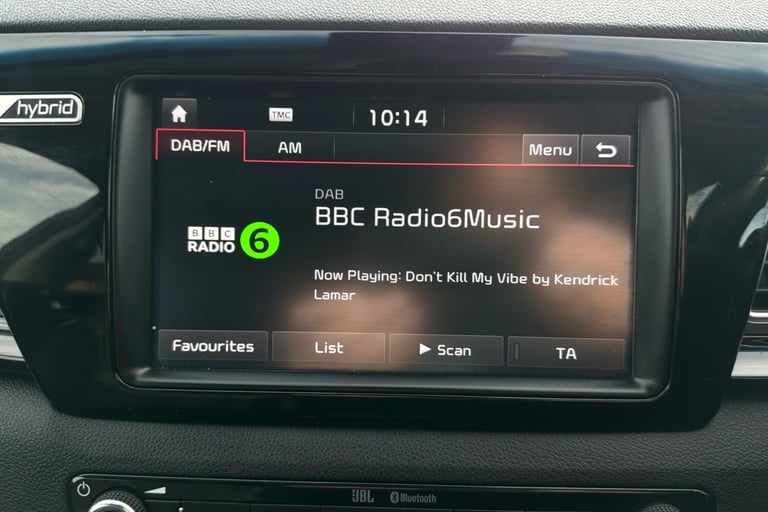 hybrid
TMC
10:14
DAB/FM
AM
Menu
DAB
BBC Radio6Music
BBC
RADIO 6
Now Playing: Don't Kill My Vibe by Kendrick
Lamar
Favourites
List
Scan
TA
JBL
Bluetooth